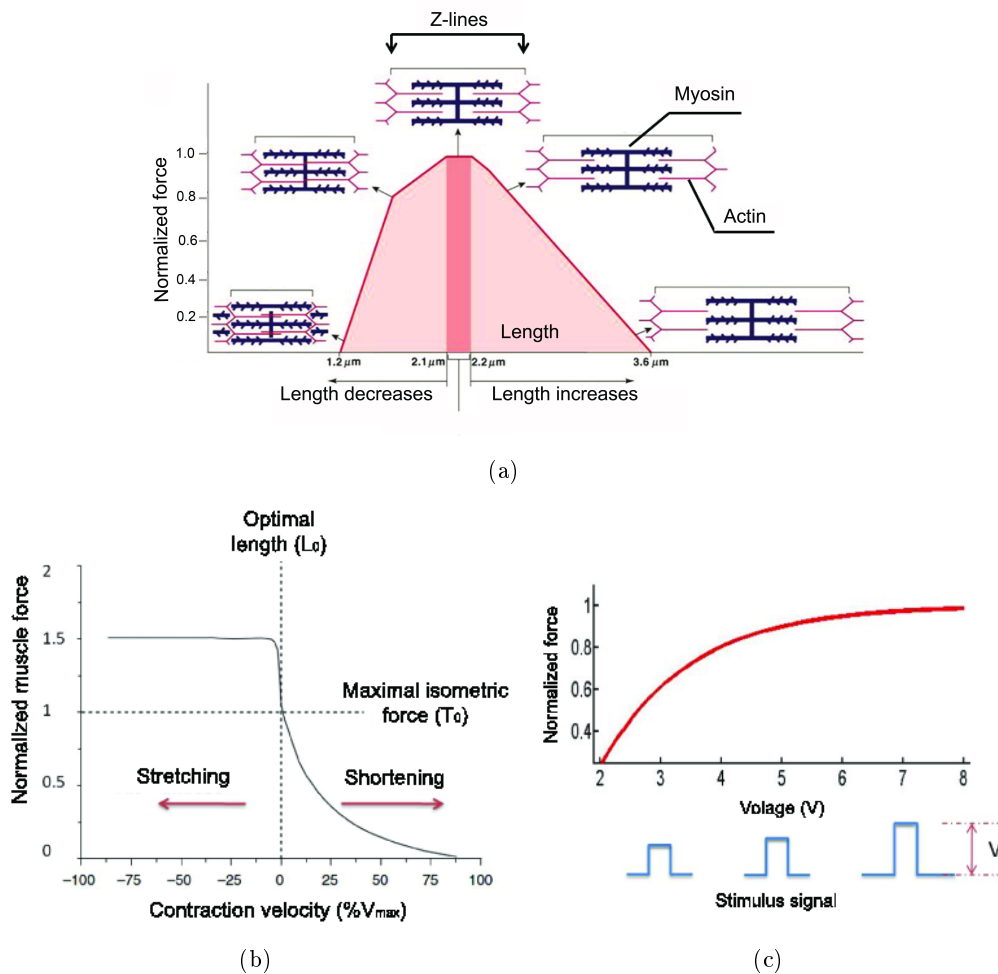 Z-lines
Myosin
Actin
Normalized force
1.0
0.8
0.6
0.4
0.2
Length
1.2 µm
2.1 µm
2.2 µm
3.6 µm
Length decreases
Length increases
(a)
Optimal
length (L₀)
Normalized muscle force
2
1.5
1
0.5
0
Maximal isometric
force (T₀)
Stretching
Shortening
−100
−75
−50
−25
0
25
50
75
100
Contraction velocity (%Vmax)
(b)
Normalized force
1
0.8
0.6
0.4
2
3
4
5
6
7
8
Volage (V)
V
Stimulus signal
(c)